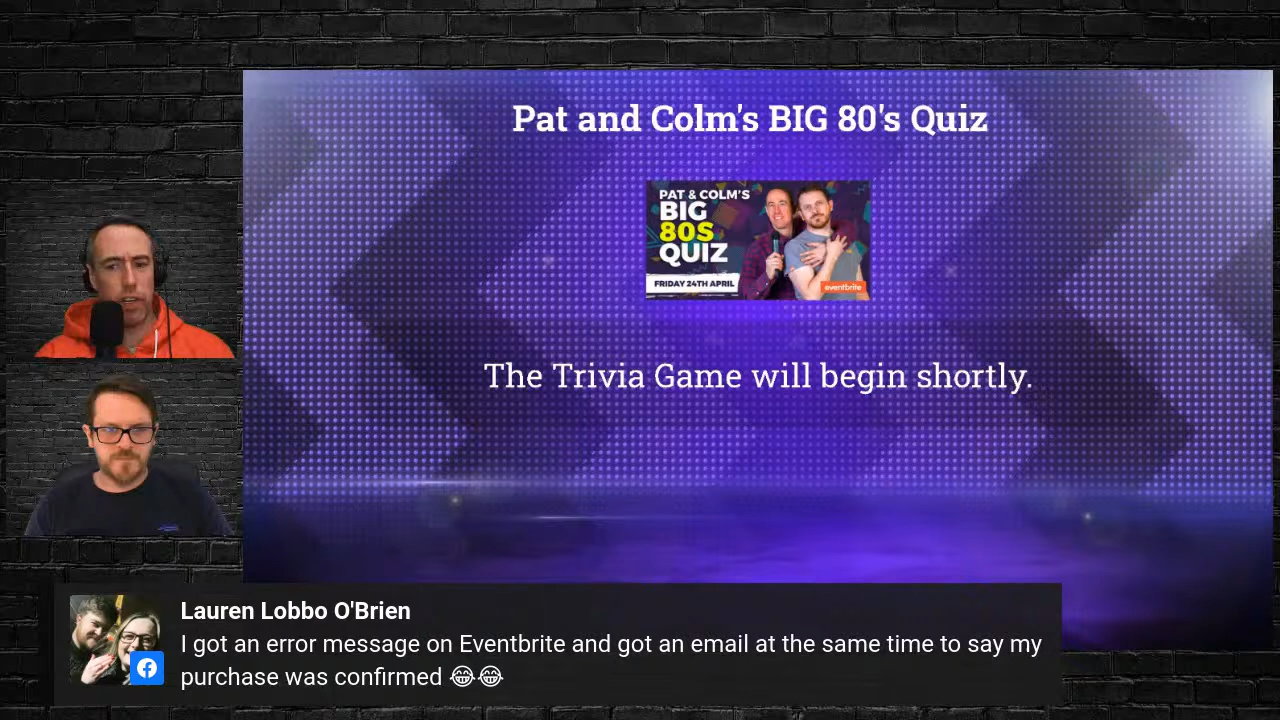 Pat and Colm's BIG 80's Quiz
PAT & COLM'S
BIG
80S
QUIZ
FRIDAY 24TH APRIL
eventbrite
The Trivia Game will begin shortly.
Lauren Lobbo O'Brien
I got an error message on Eventbrite and got an email at the same time to say my
purchase was confirmed 😂😂